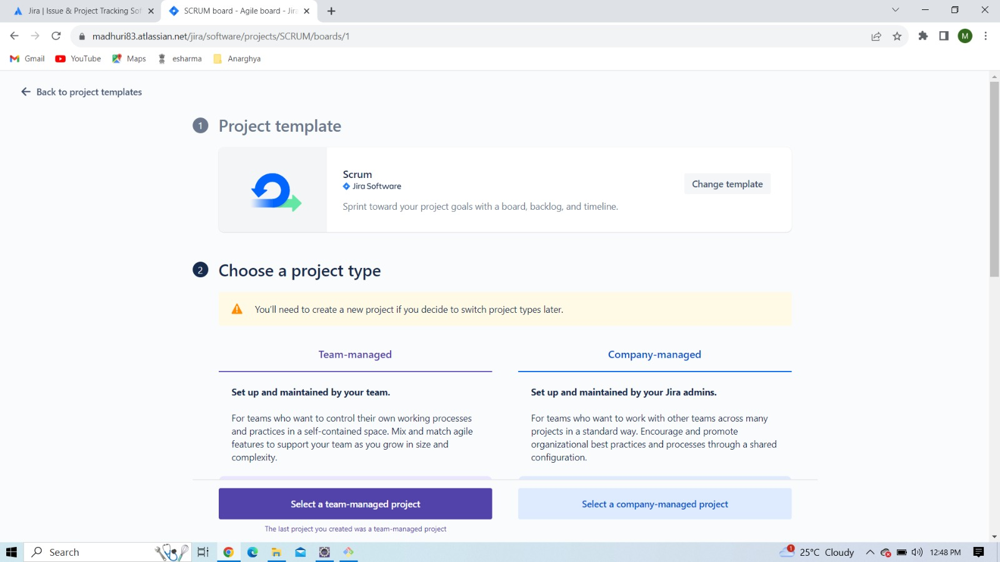 Jira | Issue & Project Tracking Sof
SCRUM board - Agile board - Jira
madhuri83.atlassian.net/jira/software/projects/SCRUM/boards/1
M
Gmail
YouTube
Maps
esharma
Anarghya
Back to project templates
1 Project template
Scrum
Jira Software
Sprint toward your project goals with a board, backlog, and timeline.
Change template
2 Choose a project type
You'll need to create a new project if you decide to switch project types later.
Team-managed
Set up and maintained by your team.
For teams who want to control their own working processes
and practices in a self-contained space. Mix and match agile
features to support your team as you grow in size and
complexity.
Select a team-managed project
The last project you created was a team-managed project
Company-managed
Set up and maintained by your Jira admins.
For teams who want to work with other teams across many
projects in a standard way. Encourage and promote
organizational best practices and processes through a shared
configuration.
Select a company-managed project
Search
1
25°C Cloudy
12:48 PM